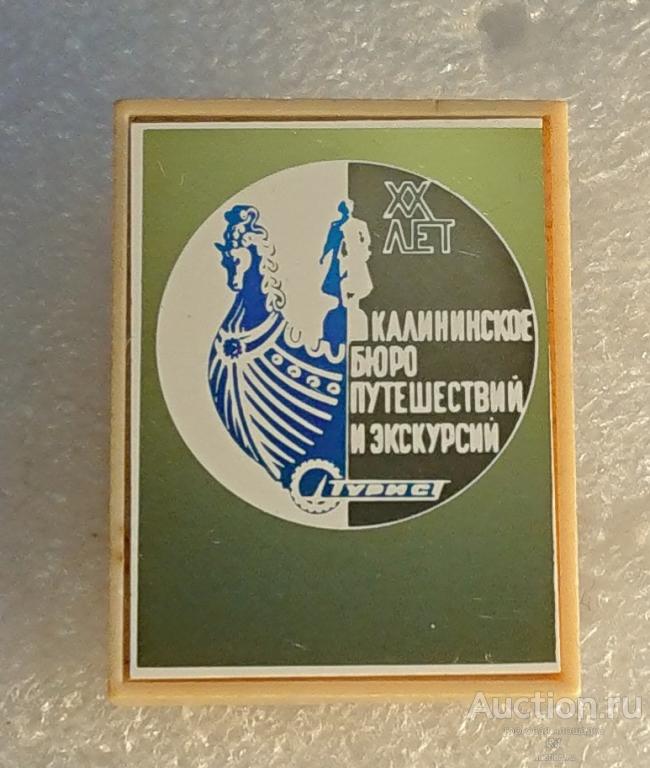 XX
ЛЕТ
КАЛИНИНСКОЕ
БЮРО
ПУТЕШЕСТВИЙ
И ЭКСКУРСИЙ
ТУРИСТ
Auction.ru